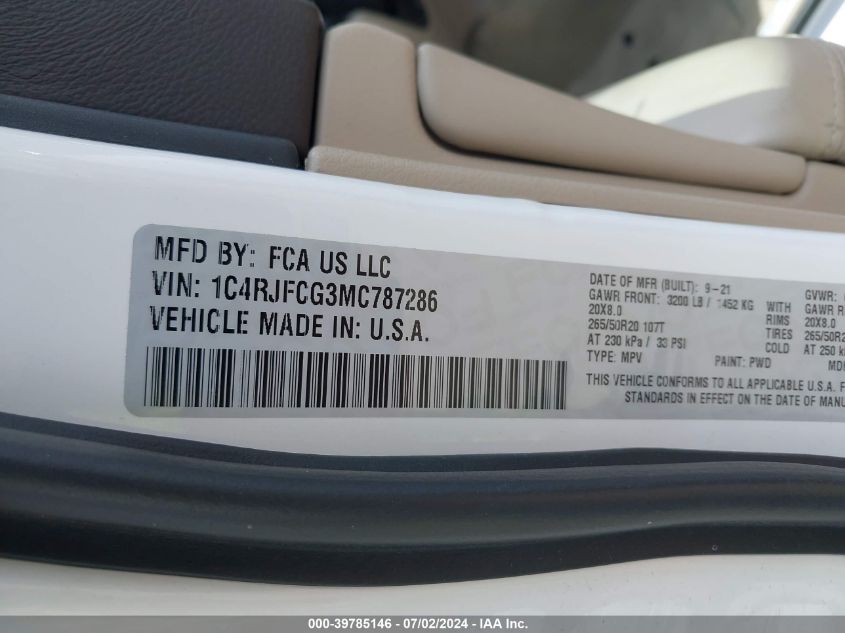 MFD BY: FCA US LLC
VIN: 1C4RJFCG3MC787286
VEHICLE MADE IN: U.S.A.
DATE OF MFR (BUILT): 9-21
GAWR FRONT: 3200 LB / 1452 KG WITH
20X8.0 RIMS
265/50R20 107T TIRES
AT 230 kPa / 33 PSI COLD
TYPE: MPV PAINT: PWD
GVWR:
GAWR R
20X8.0
265/50R2
AT 250 k
MD
THIS VEHICLE CONFORMS TO ALL APPLICABLE U.S.A. F
STANDARDS IN EFFECT ON THE DATE OF MANU
000-39785146 - 07/02/2024 - IAA Inc.